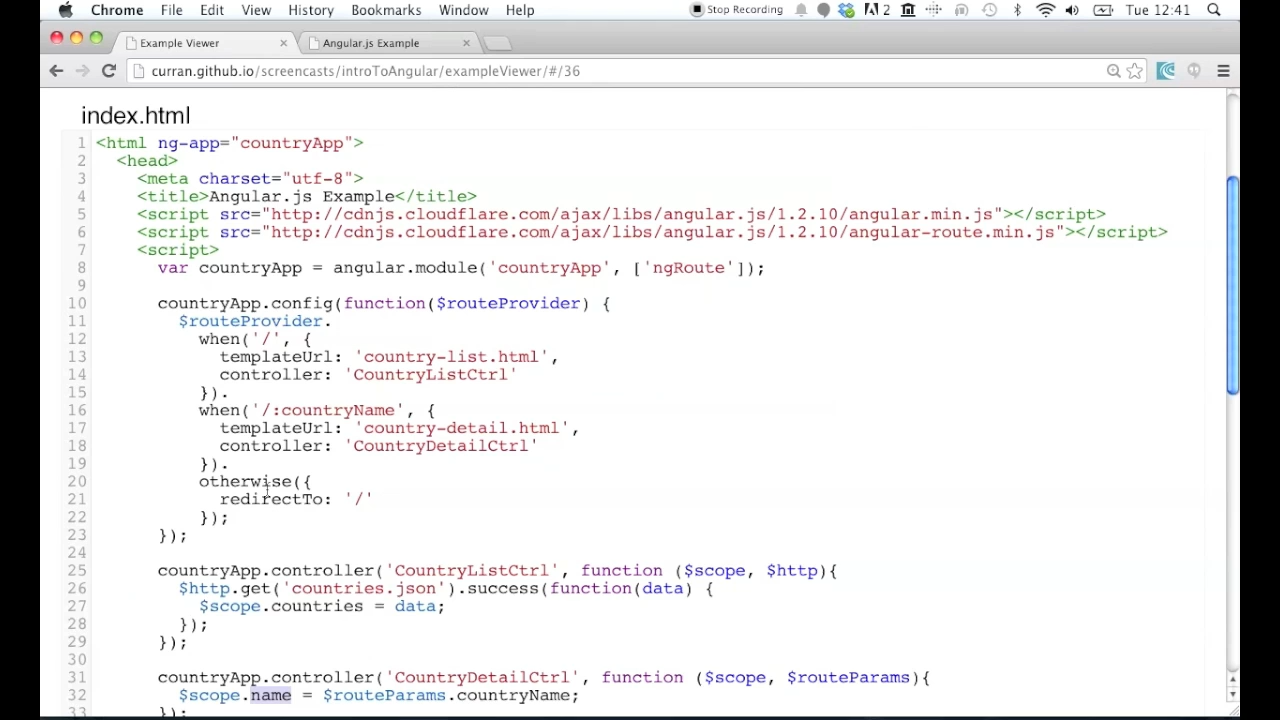 Chrome File Edit View History Bookmarks Window Help Stop Recording 2 Tue 12:41
Example Viewer Angular.js Example
curran.github.io/screencasts/introToAngular/exampleViewer/#/36
index.html
1 <html ng-app="countryApp">
2 <head>
3 <meta charset="utf-8">
4 <title>Angular.js Example</title>
5 <script src="http://cdnjs.cloudflare.com/ajax/libs/angular.js/1.2.10/angular.min.js"></script>
6 <script src="http://cdnjs.cloudflare.com/ajax/libs/angular.js/1.2.10/angular-route.min.js"></script>
7 <script>
8 var countryApp = angular.module('countryApp', ['ngRoute']);
9
10 countryApp.config(function($routeProvider) {
11 $routeProvider.
12 when('/', {
13 templateUrl: 'country-list.html',
14 controller: 'CountryListCtrl'
15 }).
16 when('/:countryName', {
17 templateUrl: 'country-detail.html',
18 controller: 'CountryDetailCtrl'
19 }).
20 otherwise({
21 redirectTo: '/'
22 });
23 });
24
25 countryApp.controller('CountryListCtrl', function ($scope, $http){
26 $http.get('countries.json').success(function(data) {
27 $scope.countries = data;
28 });
29 });
30
31 countryApp.controller('CountryDetailCtrl', function ($scope, $routeParams){
32 $scope.name = $routeParams.countryName;
33 });